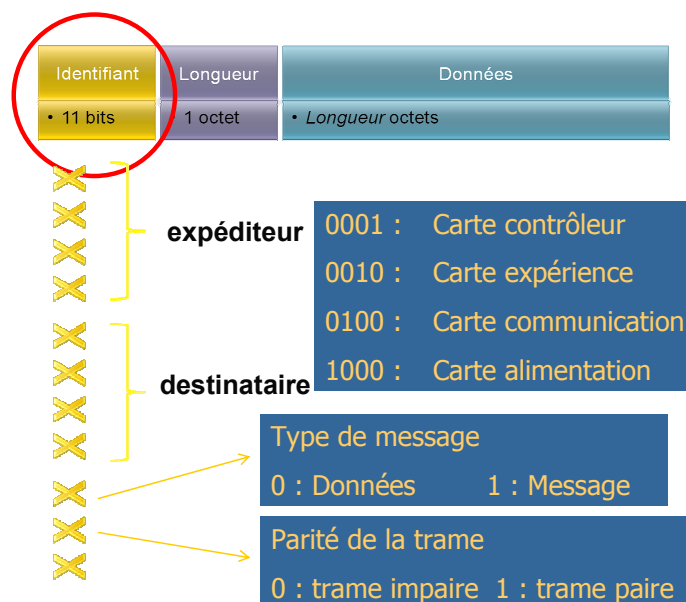 Identifiant Longueur Données
• 11 bits • 1 octet • Longueur octets
expéditeur
0001 : Carte contrôleur
0010 : Carte expérience
0100 : Carte communication
1000 : Carte alimentation
destinataire
Type de message
0 : Données 1 : Message
Parité de la trame
0 : trame impaire 1 : trame paire